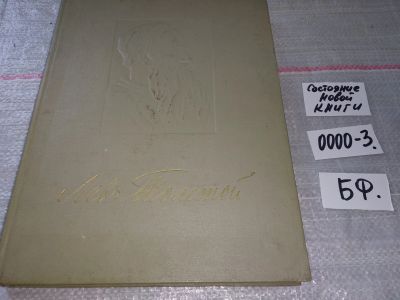 Лев Толстой
Состояние
новой
книги
0000-3.
БФ.